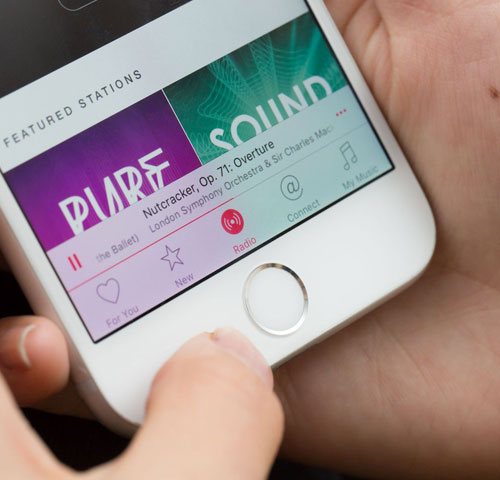 FEATURED STATIONS
PURE
SOUND
Nutcracker, Op. 71: Overture
the Ballet)
London Symphony Orchestra & Sir Charles Mac
For You
New
Radio
Connect
My Music